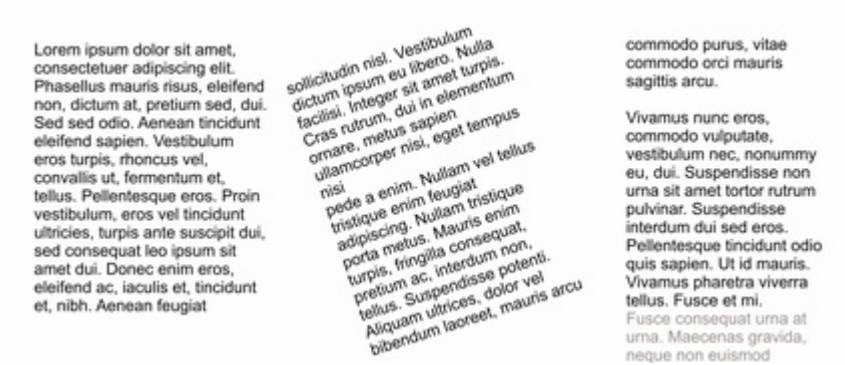 Lorem ipsum dolor sit amet,
consectetuer adipiscing elit.
Phasellus mauris risus, eleifend
non, dictum at, pretium sed, dui.
Sed sed odio. Aenean tincidunt
eleifend sapien. Vestibulum
eros turpis, rhoncus vel,
convallis ut, fermentum et,
tellus. Pellentesque eros. Proin
vestibulum, eros vel tincidunt
ultricies, turpis ante suscipit dui,
sed consequat leo ipsum sit
amet dui. Donec enim eros,
eleifend ac, iaculis et, tincidunt
et, nibh. Aenean feugiat
sollicitudin nisl. Vestibulum
dictum ipsum eu libero. Nulla
facilisi. Integer sit amet turpis.
Cras rutrum, dui in elementum
ornare, metus sapien
ullamcorper nisi, eget tempus
nisi
pede a enim. Nullam vel tellus
tristique enim feugiat
adipiscing. Nullam tristique
porta metus. Mauris enim
turpis, fringilla consequat,
pretium ac, interdum non,
tellus. Suspendisse potenti.
Aliquam ultrices, dolor vel
bibendum laoreet, mauris arcu
commodo purus, vitae
commodo orci mauris
sagittis arcu.
Vivamus nunc eros,
commodo vulputate,
vestibulum nec, nonummy
eu, dui. Suspendisse non
urna sit amet tortor rutrum
pulvinar. Suspendisse
interdum dui sed eros.
Pellentesque tincidunt odio
quis sapien. Ut id mauris.
Vivamus pharetra viverra
tellus. Fusce et mi.
Fusce consequat urna at
urna. Maecenas gravida,
neque non euismod